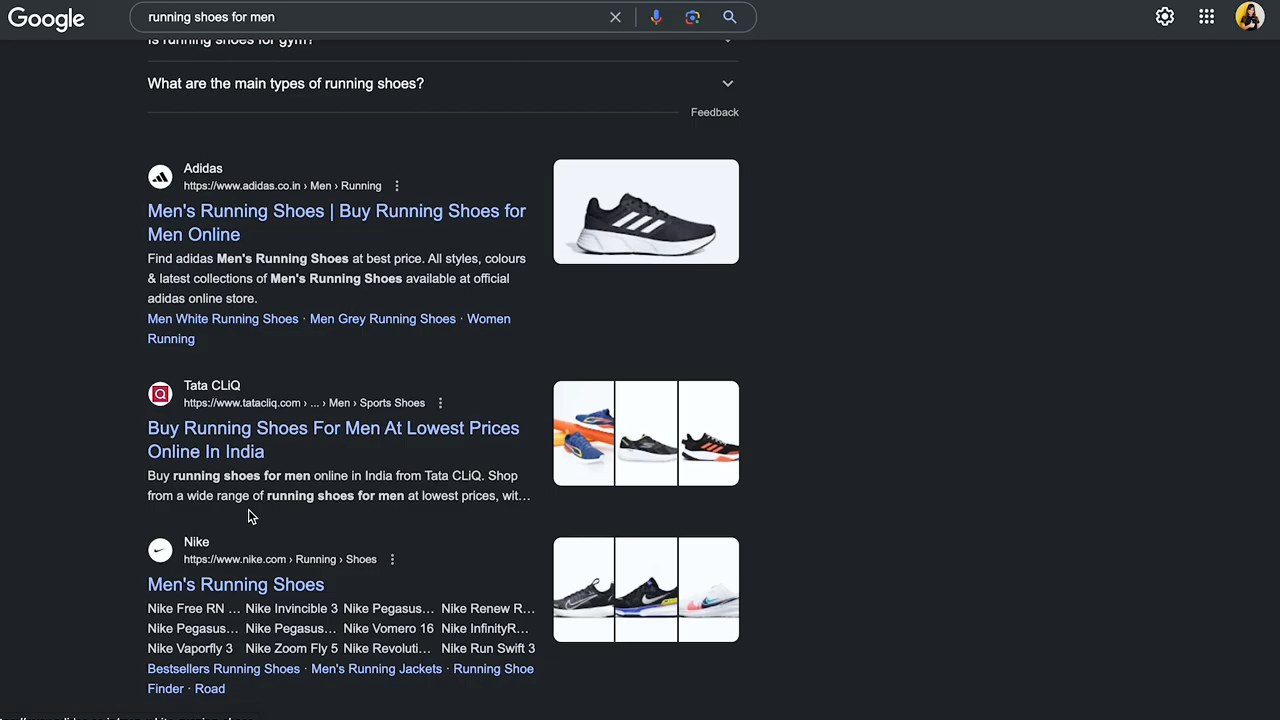 Google
running shoes for men
Is running shoes for gym?
What are the main types of running shoes?
Feedback
Adidas
https://www.adidas.co.in › Men › Running
Men's Running Shoes | Buy Running Shoes for
Men Online
Find adidas Men's Running Shoes at best price. All styles, colours
& latest collections of Men's Running Shoes available at official
adidas online store.
Men White Running Shoes · Men Grey Running Shoes · Women
Running
Tata CLiQ
https://www.tatacliq.com › ... › Men › Sports Shoes
Buy Running Shoes For Men At Lowest Prices
Online In India
Buy running shoes for men online in India from Tata CLiQ. Shop
from a wide range of running shoes for men at lowest prices, wit...
Nike
https://www.nike.com › Running › Shoes
Men's Running Shoes
Nike Free RN ... Nike Invincible 3 Nike Pegasus... Nike Renew R...
Nike Pegasus... Nike Pegasus... Nike Vomero 16 Nike InfinityR...
Nike Vaporfly 3 Nike Zoom Fly 5 Nike Revoluti... Nike Run Swift 3
Bestsellers Running Shoes · Men's Running Jackets · Running Shoe
Finder · Road